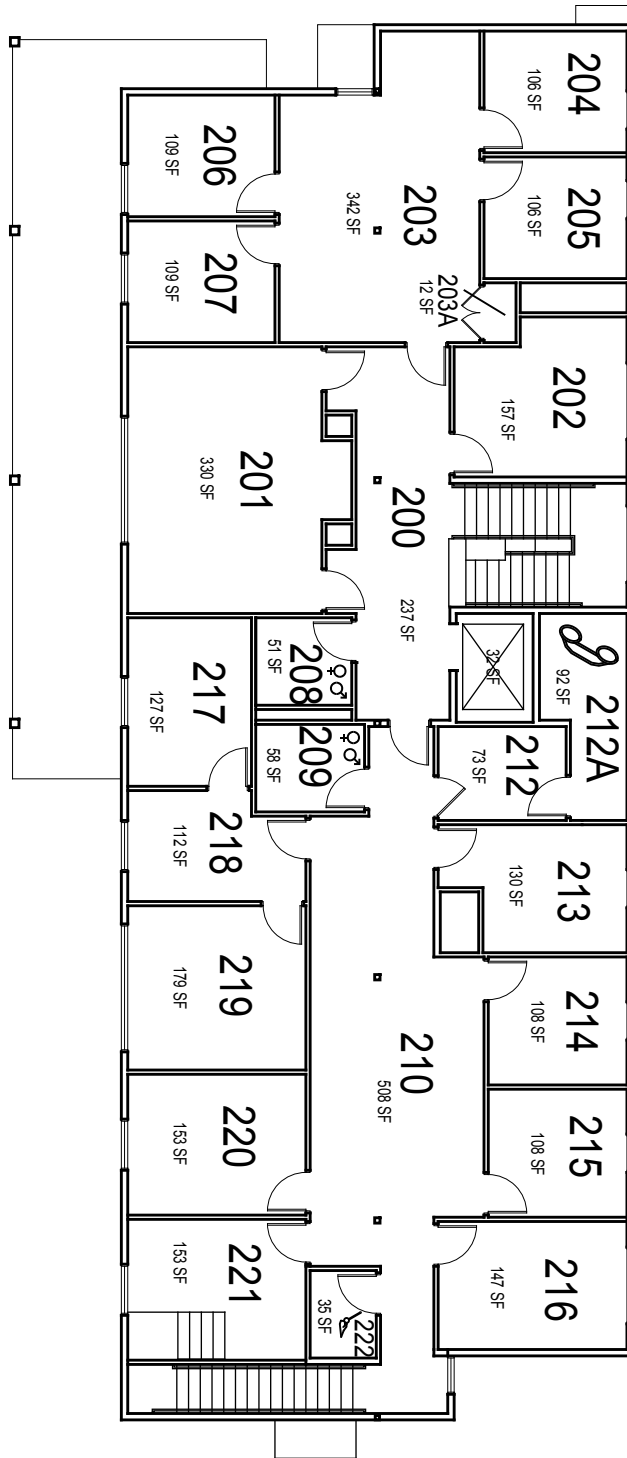 204
106 SF
206
109 SF
203
342 SF
205
106 SF
207
109 SF
203A
12 SF
202
157 SF
201
330 SF
200
237 SF
32 SF
212A
92 SF
208
51 SF
217
127 SF
209
58 SF
212
73 SF
218
112 SF
213
130 SF
219
179 SF
214
108 SF
210
508 SF
220
153 SF
215
108 SF
221
153 SF
216
147 SF
222
35 SF